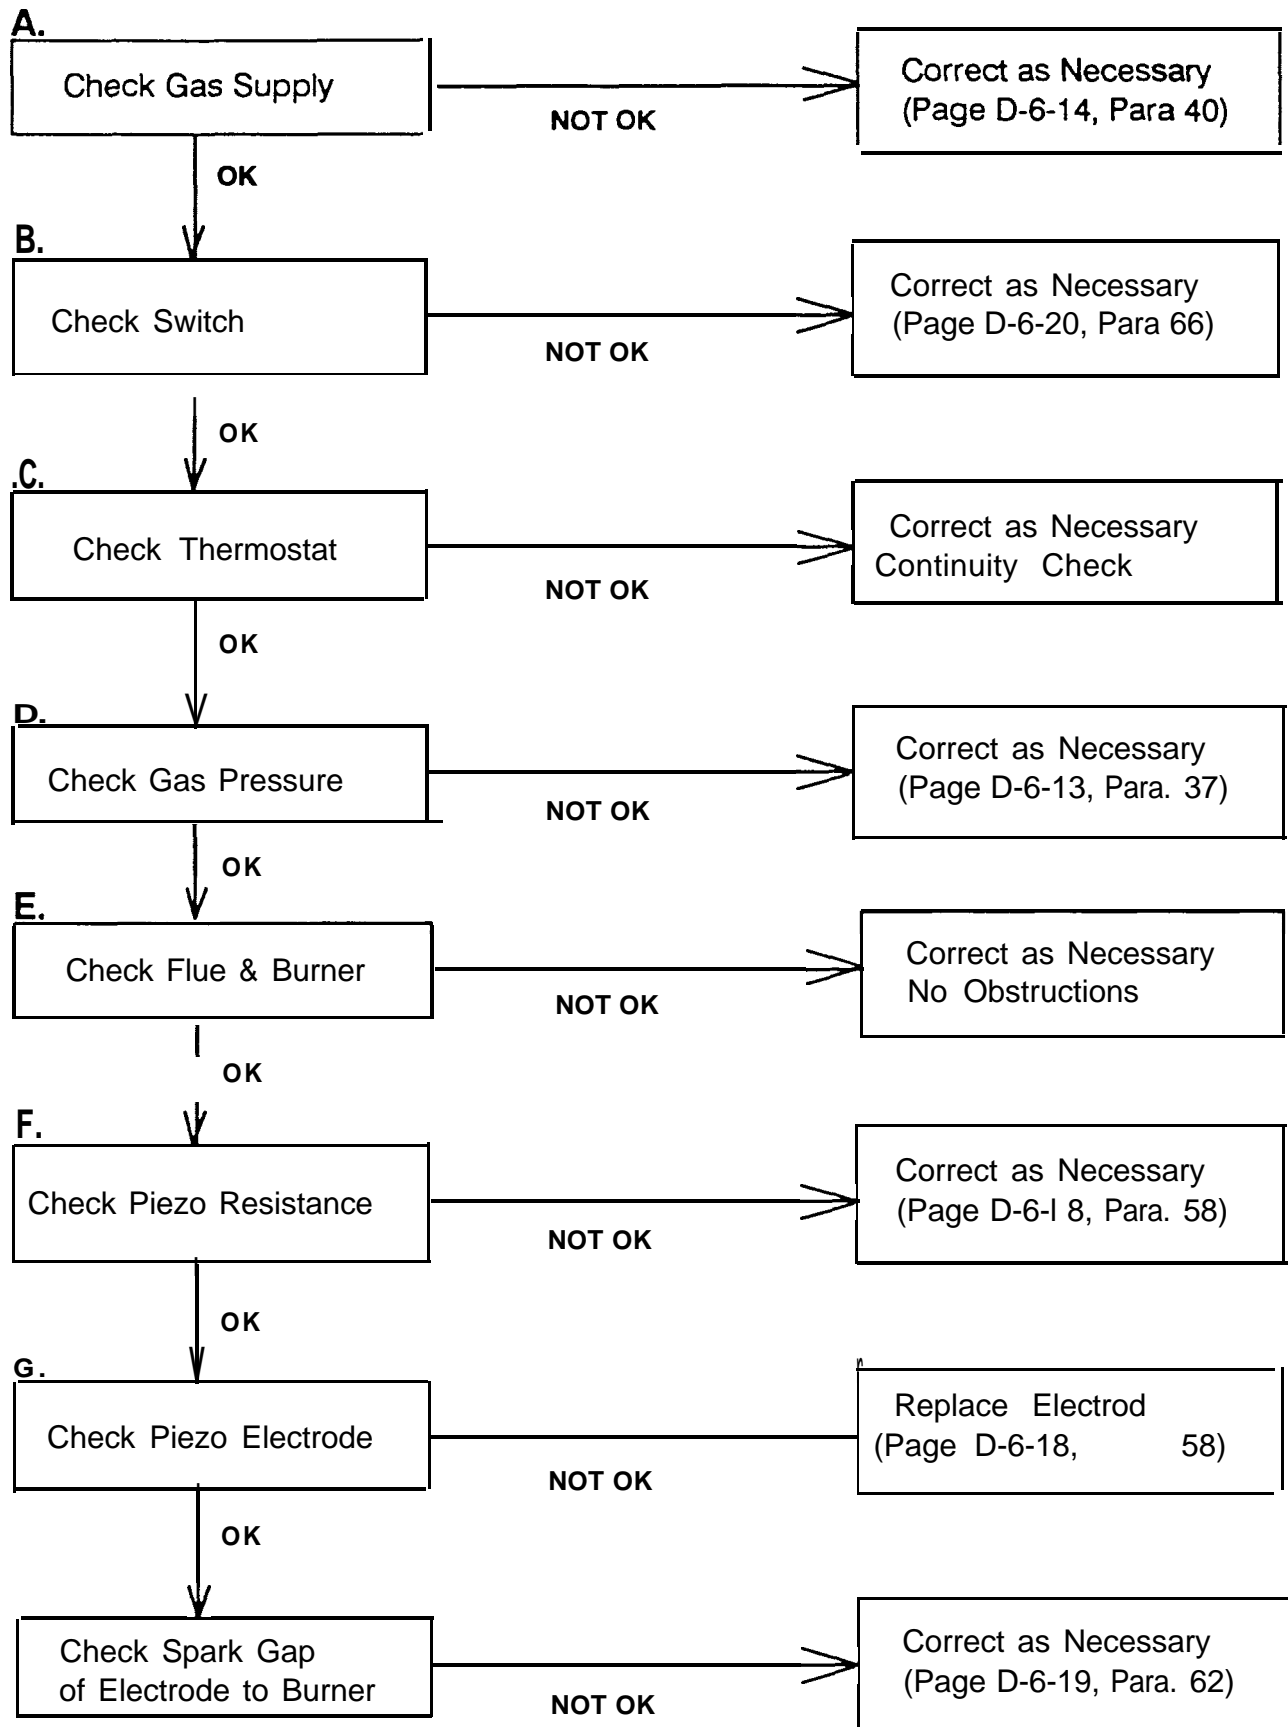 A.
Check Gas Supply
NOT OK
Correct as Necessary
(Page D-6-14, Para 40)
OK
B.
Check Switch
NOT OK
Correct as Necessary
(Page D-6-20, Para 66)
OK
.C.
Check Thermostat
NOT OK
Correct as Necessary
Continuity Check
OK
D.
Check Gas Pressure
NOT OK
Correct as Necessary
(Page D-6-13, Para. 37)
OK
E.
Check Flue & Burner
NOT OK
Correct as Necessary
No Obstructions
OK
F.
Check Piezo Resistance
NOT OK
Correct as Necessary
(Page D-6-I 8, Para. 58)
OK
G.
Check Piezo Electrode
NOT OK
Replace Electrod
(Page D-6-18, 58)
OK
Check Spark Gap
of Electrode to Burner
NOT OK
Correct as Necessary
(Page D-6-19, Para. 62)